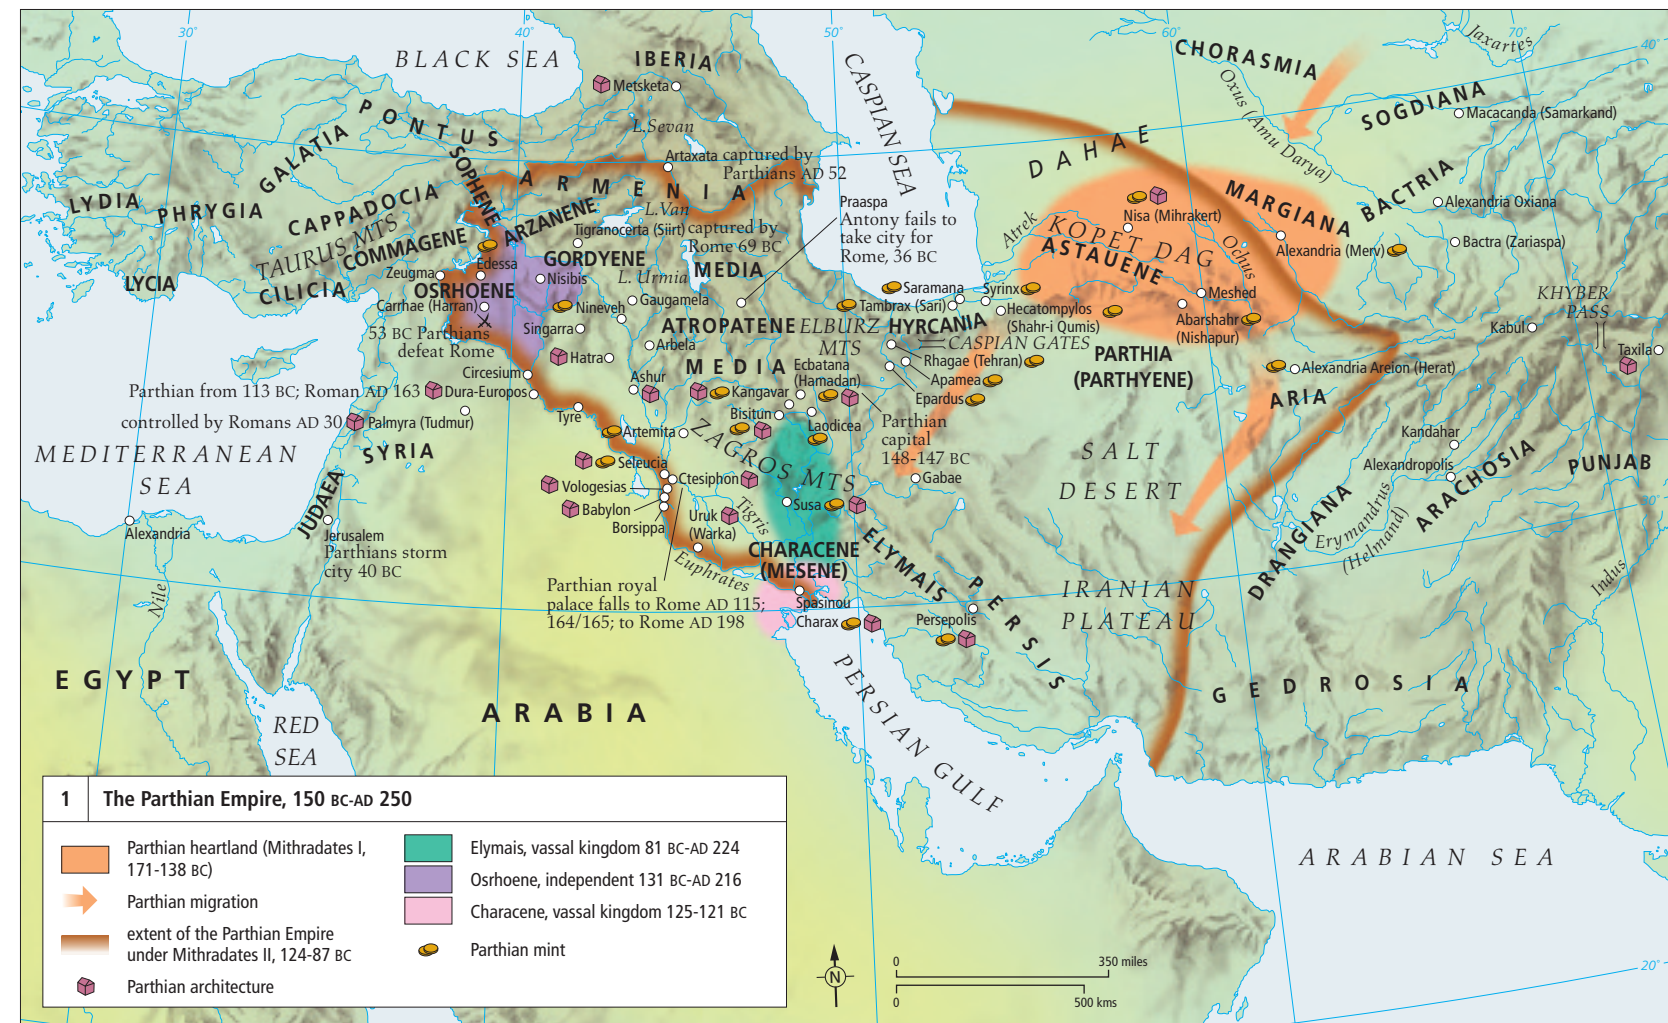 30°
40°
50°
60°
70°
40°
BLACK SEA
IBERIA
Metsketa
CASPIAN SEA
CHORASMIA
Jaxartes
Oxus (Amu Darya)
SOGDIANA
Macacanda (Samarkand)
PONTUS
GALATIA
L.Sevan
DAHAE
Artaxata captured by
Parthians AD 52
SOPHENE
ARMENIA
LYDIA
PHRYGIA
CAPPADOCIA
ARZANENE
L.Van
Praaspa
Antony fails to
take city for
Rome, 36 BC
MARGIANA
BACTRIA
Alexandria Oxiana
Nisa (Mihrakert)
TAURUS MTS
COMMAGENE
Tigranocerta (Siirt) captured by
Rome 69 BC
Atrek
KOPET DAG
ASTAUENE
Ochus
Alexandria (Merv)
Bactra (Zariaspa)
LYCIA
CILICIA
Zeugma
Edessa
GORDYENE
Nisibis
L. Urmia
MEDIA
OSRHOENE
Carrhae (Harran)
Nineveh
Gaugamela
Saramana
Tambrax (Sari)
Syrinx
Hecatompylos
(Shahr-i Qumis)
Meshed
Abarshahr
(Nishapur)
KHYBER
PASS
Kabul
Taxila
53 BC Parthians
defeat Rome
Singarra
ATROPATENE
ELBURZ
MTS
HYRCANIA
CASPIAN GATES
Arbela
Hatra
MEDIA
Ecbatana
(Hamadan)
Rhagae (Tehran)
Apamea
Epardus
PARTHIA
(PARTHYENE)
Alexandria Areion (Herat)
ARIA
Circesium
Parthian from 113 BC; Roman AD 163
Dura-Europos
Ashur
Kangavar
Bisitun
Laodicea
controlled by Romans AD 30
Palmyra (Tudmur)
Tyre
Artemita
ZAGROS MTS
Parthian
capital
148-147 BC
Kandahar
MEDITERRANEAN
SEA
SYRIA
Seleucia
Ctesiphon
Gabae
SALT
DESERT
Alexandropolis
ARACHOSIA
PUNJAB
30°
Vologesias
Babylon
Borsippa
Uruk
(Warka)
Tigris
Susa
DRANGIANA
Erymandrus
(Helmand)
Alexandria
JUDAEA
Jerusalem
Parthians storm
city 40 BC
CHARACENE
(MESENE)
ELYMAIS
Nile
Euphrates
Parthian royal
palace falls to Rome AD 115;
164/165; to Rome AD 198
Spasinou
Charax
PERSIS
Persepolis
IRANIAN
PLATEAU
Indus
EGYPT
ARABIA
PERSIAN GULF
GEDROSIA
RED
SEA
ARABIAN SEA
20°
1 The Parthian Empire, 150 BC-AD 250
Parthian heartland (Mithradates I,
171-138 BC)
Parthian migration
extent of the Parthian Empire
under Mithradates II, 124-87 BC
Parthian architecture
Elymais, vassal kingdom 81 BC-AD 224
Osrhoene, independent 131 BC-AD 216
Characene, vassal kingdom 125-121 BC
Parthian mint
N
0 350 miles
0 500 kms